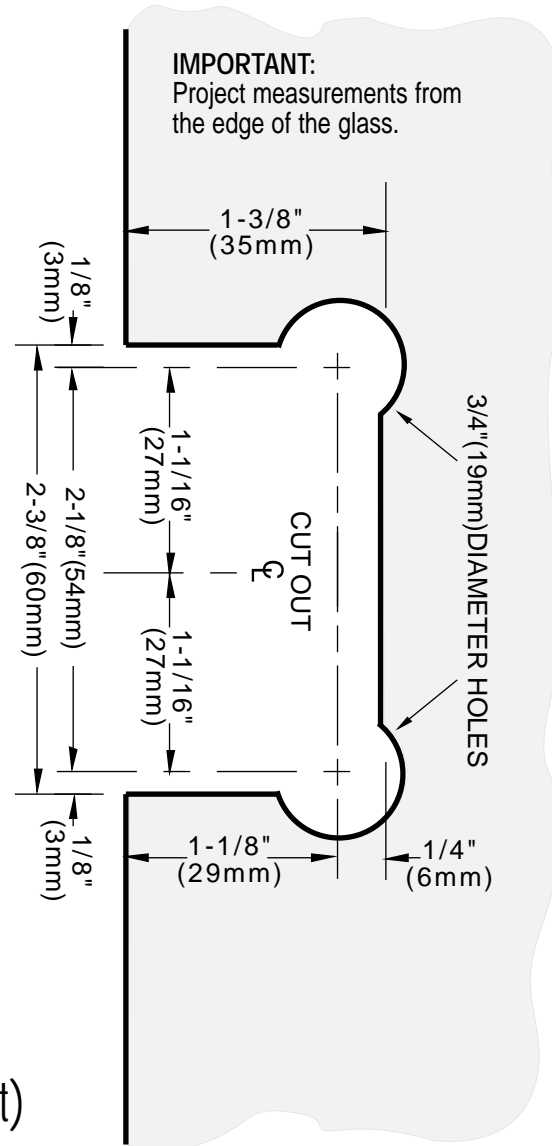 IMPORTANT:
Project measurements from
the edge of the glass.
1-3/8"
(35mm)
1/8"
(3mm)
1-1/16"
(27mm)
2-1/8"(54mm)
2-3/8"(60mm)
CUT OUT
CL
3/4"(19mm)DIAMETER HOLES
1-1/16"
(27mm)
1/8"
(3mm)
1-1/8"
(29mm)
1/4"
(6mm)
t)